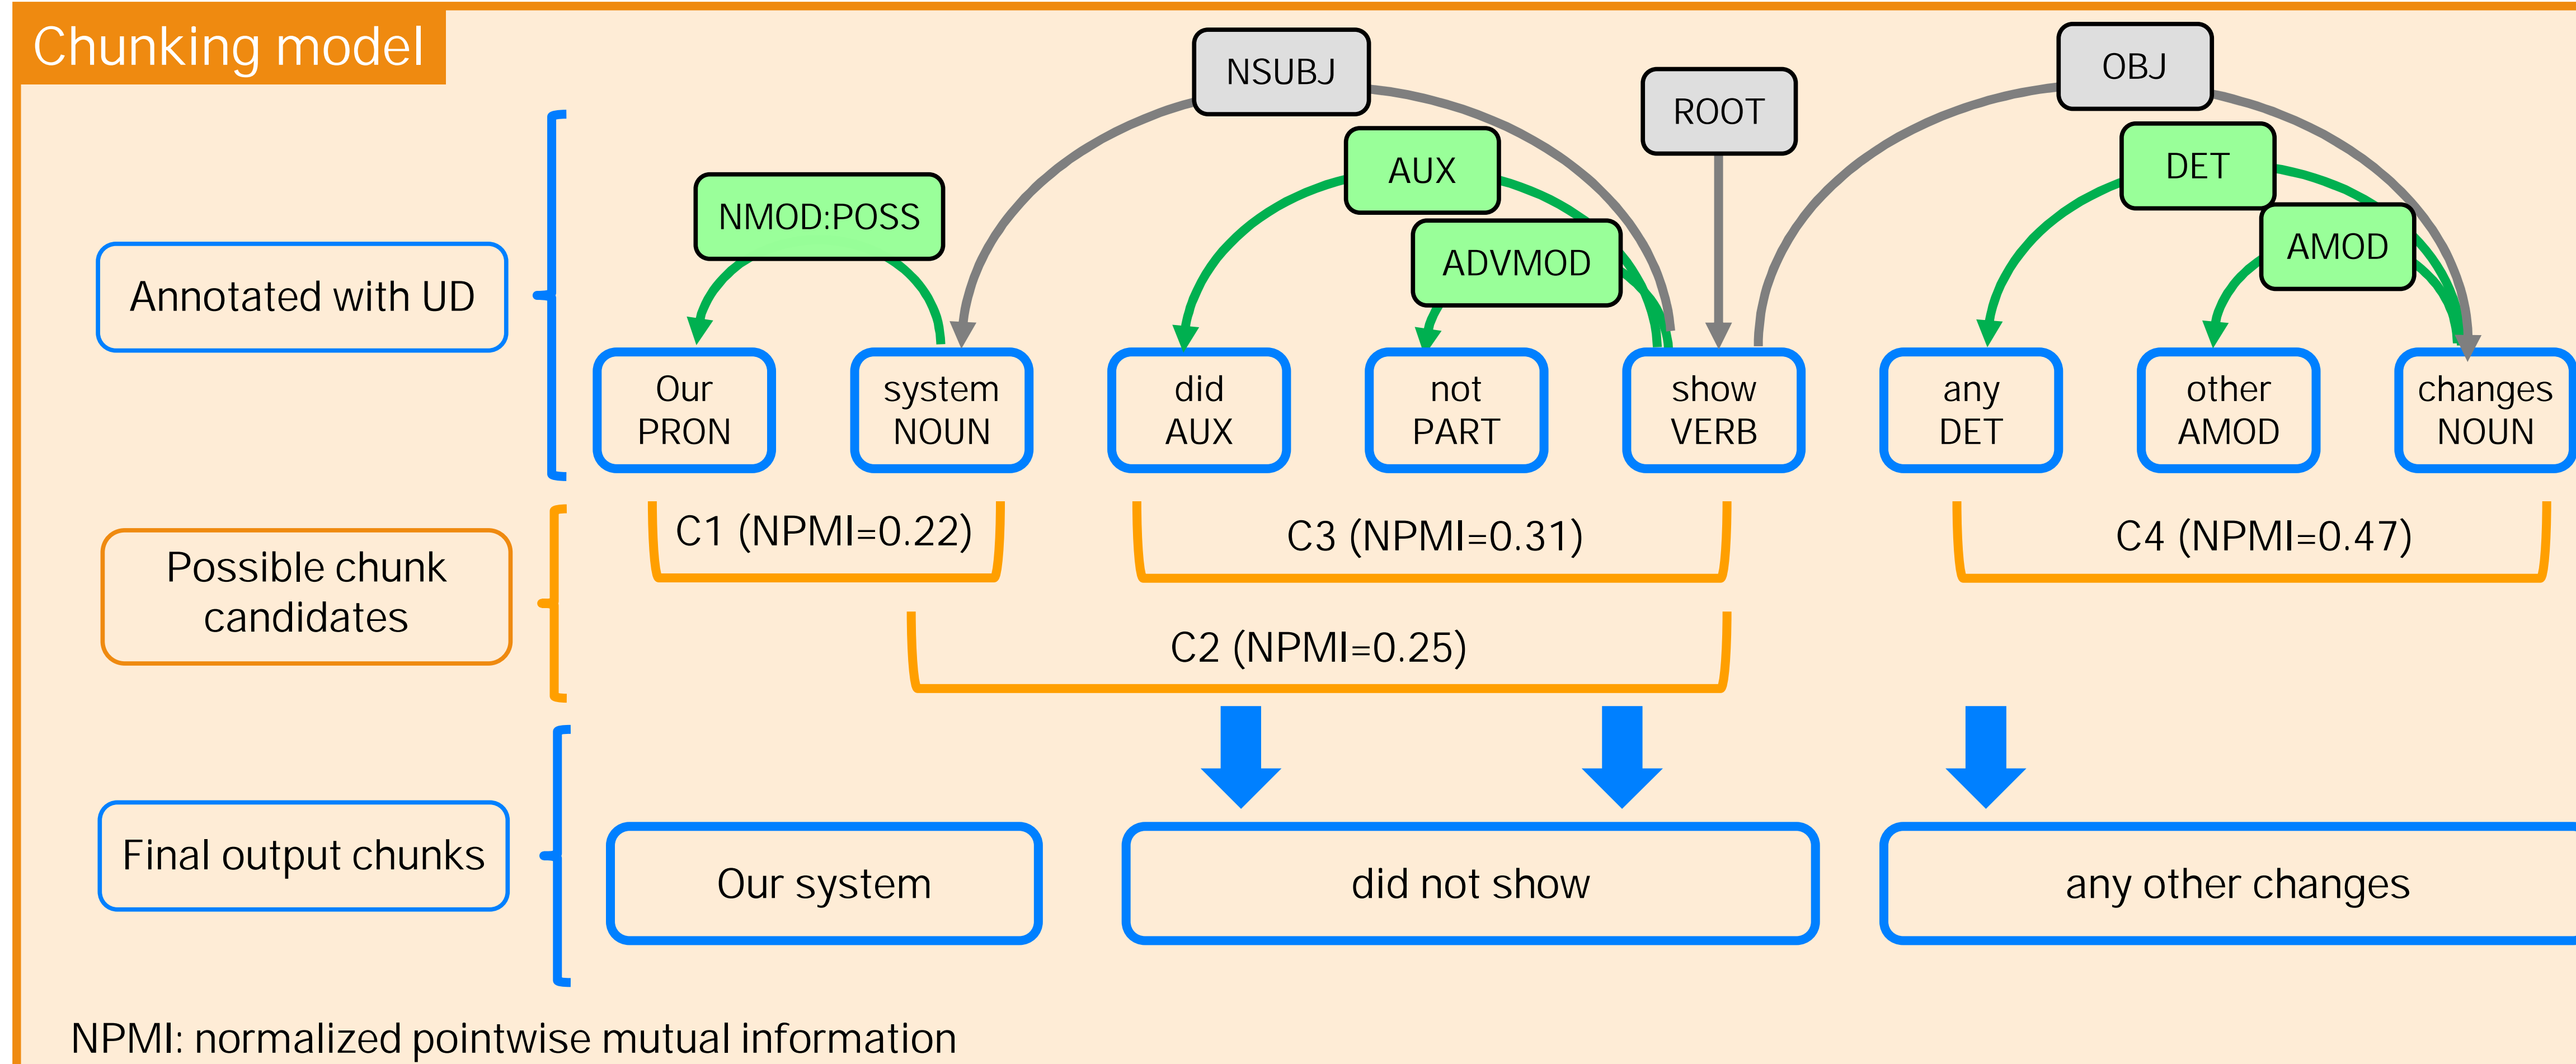 Chunking model
NSUBJ
ROOT
OBJ
AUX
DET
NMOD:POSS
ADVMOD
AMOD
Annotated with UD
Our
PRON
system
NOUN
did
AUX
not
PART
show
VERB
any
DET
other
AMOD
changes
NOUN
Possible chunk
candidates
C1 (NPMI=0.22)
C3 (NPMI=0.31)
C4 (NPMI=0.47)
C2 (NPMI=0.25)
Final output chunks
Our system
did not show
any other changes
NPMI: normalized pointwise mutual information